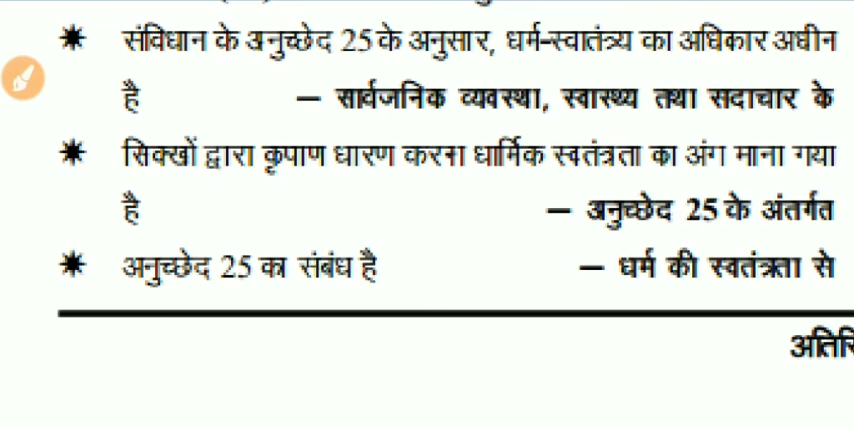 ✷ संविधान के अनुच्छेद 25 के अनुसार, धर्म-स्वातंत्र्य का अधिकार अधीन
है — सार्वजनिक व्यवस्था, स्वास्थ्य तथा सदाचार के
✷ सिक्खों द्वारा कृपाण धारण करना धार्मिक स्वतंत्रता का अंग माना गया
है — अनुच्छेद 25 के अंतर्गत
✷ अनुच्छेद 25 का संबंध है — धर्म की स्वतंत्रता से